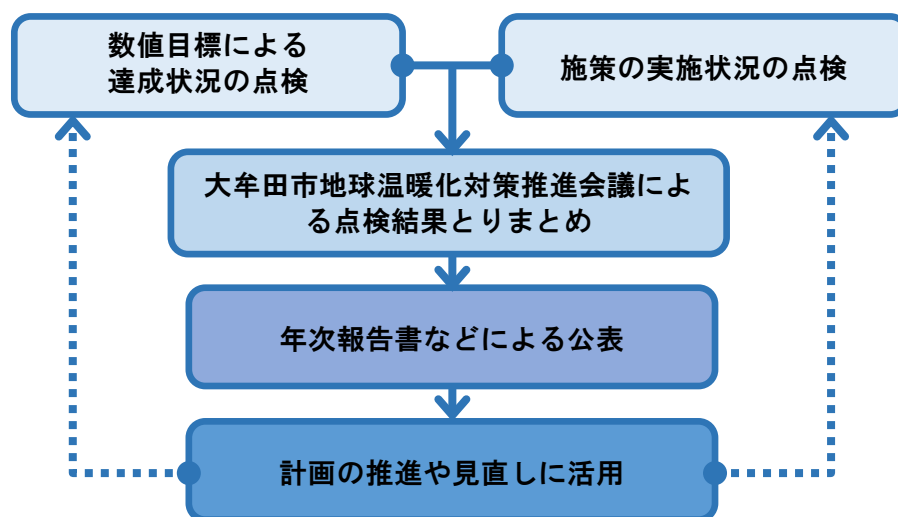 数値目標による
達成状況の点検
施策の実施状況の点検
大牟田市地球温暖化対策推進会議によ
る点検結果とりまとめ
年次報告書などによる公表
計画の推進や見直しに活用